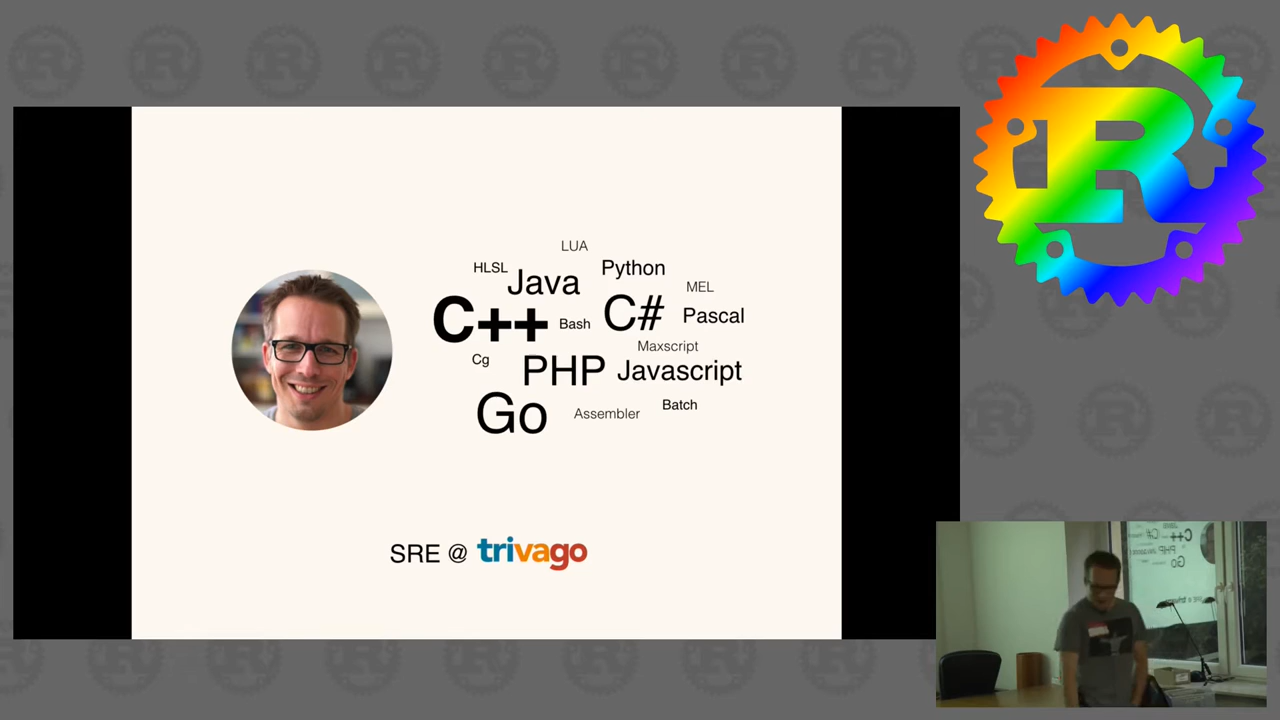 LUA
HLSL Java Python
MEL
C++ Bash C# Pascal
Maxscript
Cg PHP Javascript
Go Assembler Batch
SRE @ trivago
R